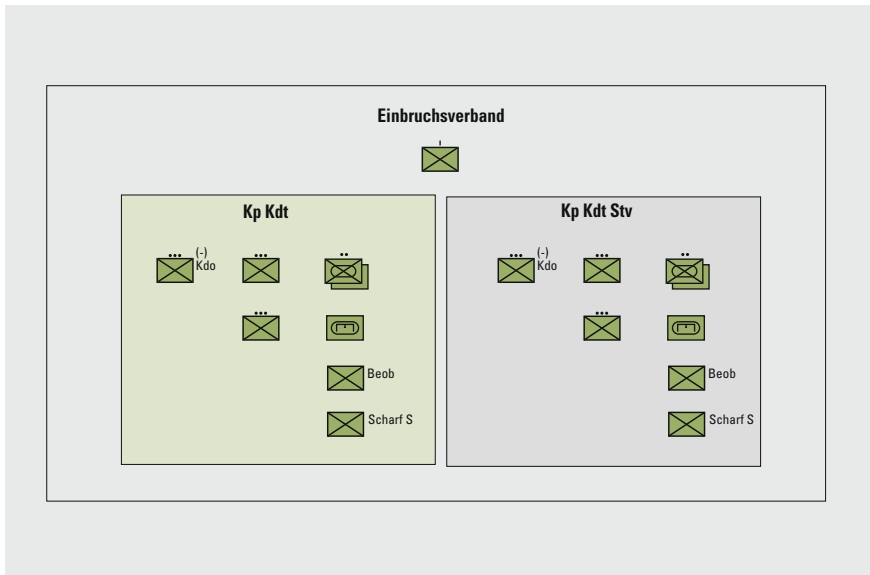 Einbruchsverband
Kp Kdt
(-)
Kdo
Beob
Scharf S
Kp Kdt Stv
(-)
Kdo
Beob
Scharf S